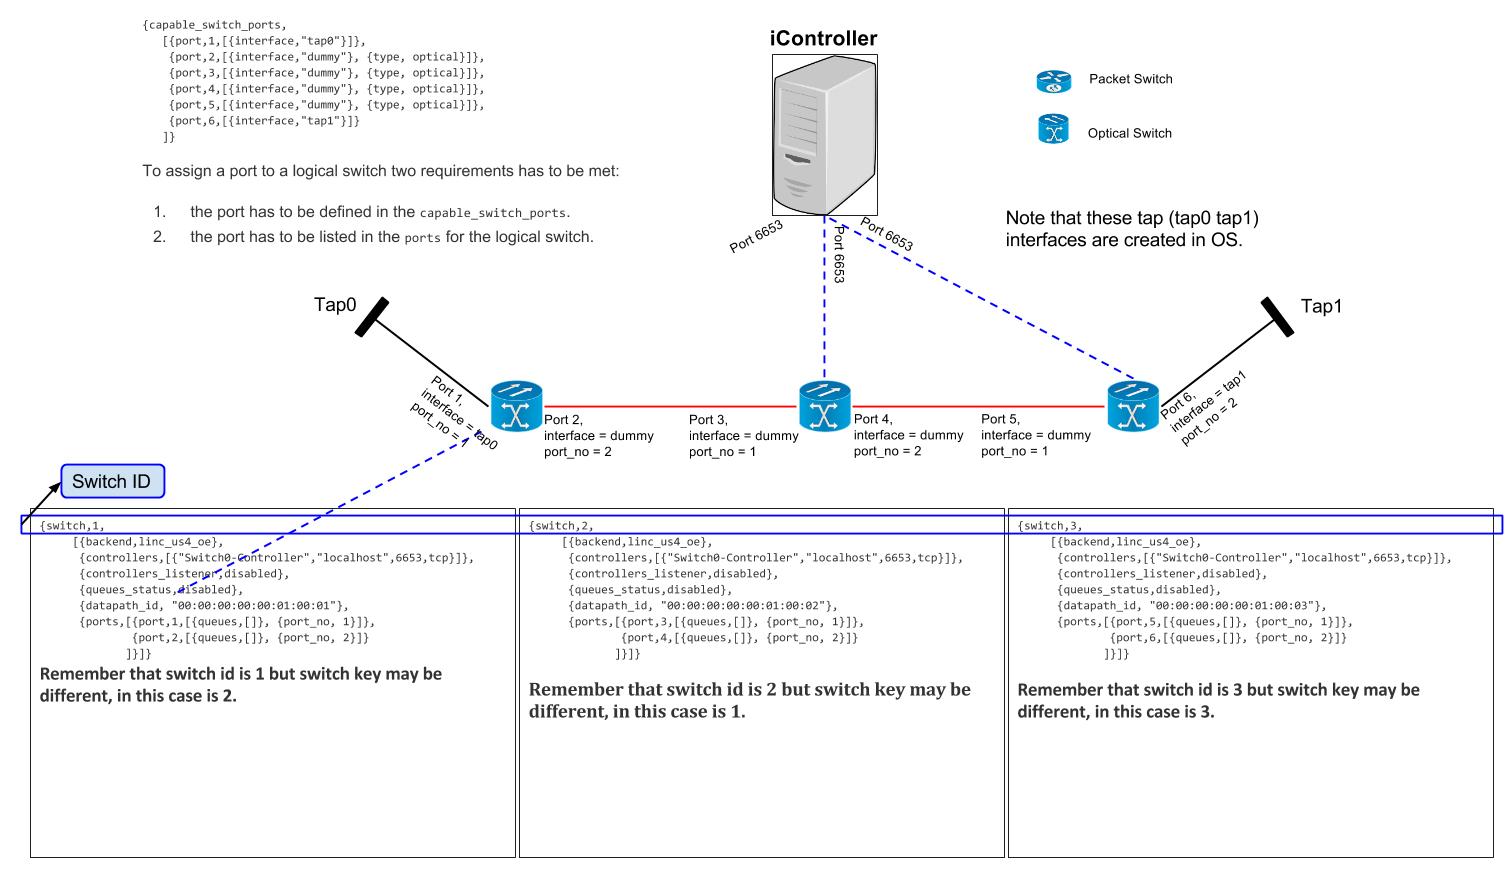 {capable_switch_ports,
[{port,1,[{interface,"tap0"}]},
{port,2,[{interface,"dummy"}, {type, optical}]},
{port,3,[{interface,"dummy"}, {type, optical}]},
{port,4,[{interface,"dummy"}, {type, optical}]},
{port,5,[{interface,"dummy"}, {type, optical}]},
{port,6,[{interface,"tap1"}]}
]}
To assign a port to a logical switch two requirements has to be met:
1. the port has to be defined in the capable_switch_ports.
2. the port has to be listed in the ports for the logical switch.
iController
Packet Switch
Optical Switch
Note that these tap (tap0 tap1)
interfaces are created in OS.
Port 6653
Port 6653
Port 6653
Tap0
Tap1
Port 1,
interface = tap0
port_no = 1
Port 2,
interface = dummy
port_no = 2
Port 3,
interface = dummy
port_no = 1
Port 4,
interface = dummy
port_no = 2
Port 5,
interface = dummy
port_no = 1
Port 6,
interface = tap1
port_no = 2
Switch ID
{switch,1,
[{backend,linc_us4_oe},
{controllers,[{"Switch0-Controller","localhost",6653,tcp}]},
{controllers_listener,disabled},
{queues_status,disabled},
{datapath_id, "00:00:00:00:00:01:00:01"},
{ports,[{port,1,[{queues,[]}, {port_no, 1}]},
{port,2,[{queues,[]}, {port_no, 2}]}
]}]}
Remember that switch id is 1 but switch key may be
different, in this case is 2.
{switch,2,
[{backend,linc_us4_oe},
{controllers,[{"Switch0-Controller","localhost",6653,tcp}]},
{controllers_listener,disabled},
{queues_status,disabled},
{datapath_id, "00:00:00:00:00:01:00:02"},
{ports,[{port,3,[{queues,[]}, {port_no, 1}]},
{port,4,[{queues,[]}, {port_no, 2}]}
]}]}
Remember that switch id is 2 but switch key may be
different, in this case is 1.
{switch,3,
[{backend,linc_us4_oe},
{controllers,[{"Switch0-Controller","localhost",6653,tcp}]},
{controllers_listener,disabled},
{queues_status,disabled},
{datapath_id, "00:00:00:00:00:01:00:03"},
{ports,[{port,5,[{queues,[]}, {port_no, 1}]},
{port,6,[{queues,[]}, {port_no, 2}]}
]}]}
Remember that switch id is 3 but switch key may be
different, in this case is 3.